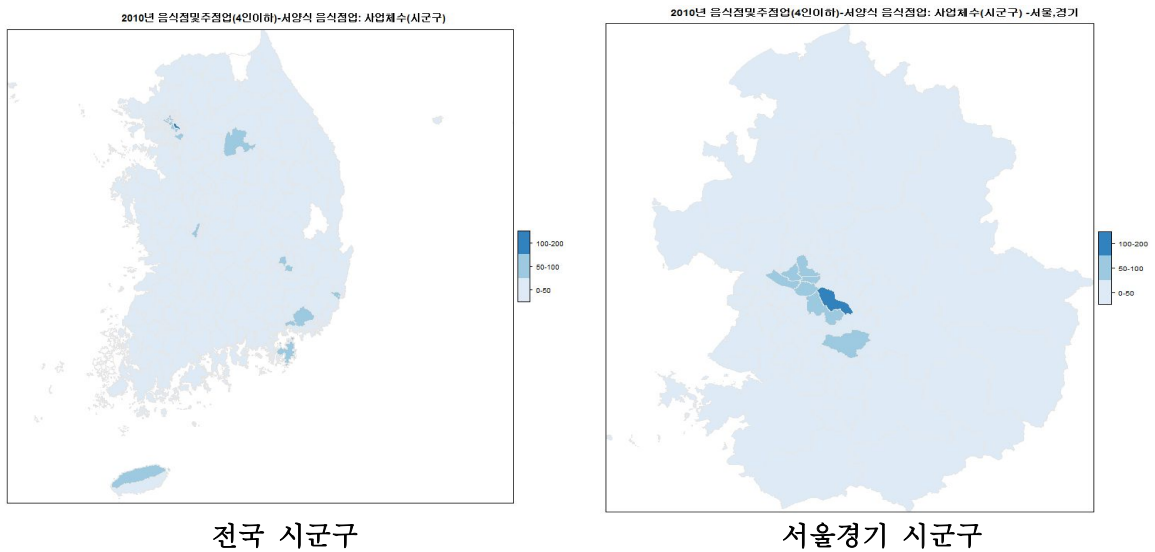 2010년 음식점및주점업(4인이하)-서양식 음식점업: 사업체수(시군구)
100-200
50-100
0-50
전국 시군구
2010년 음식점및주점업(4인이하)-서양식 음식점업: 사업체수(시군구) -서울,경기
100-200
50-100
0-50
서울경기 시군구